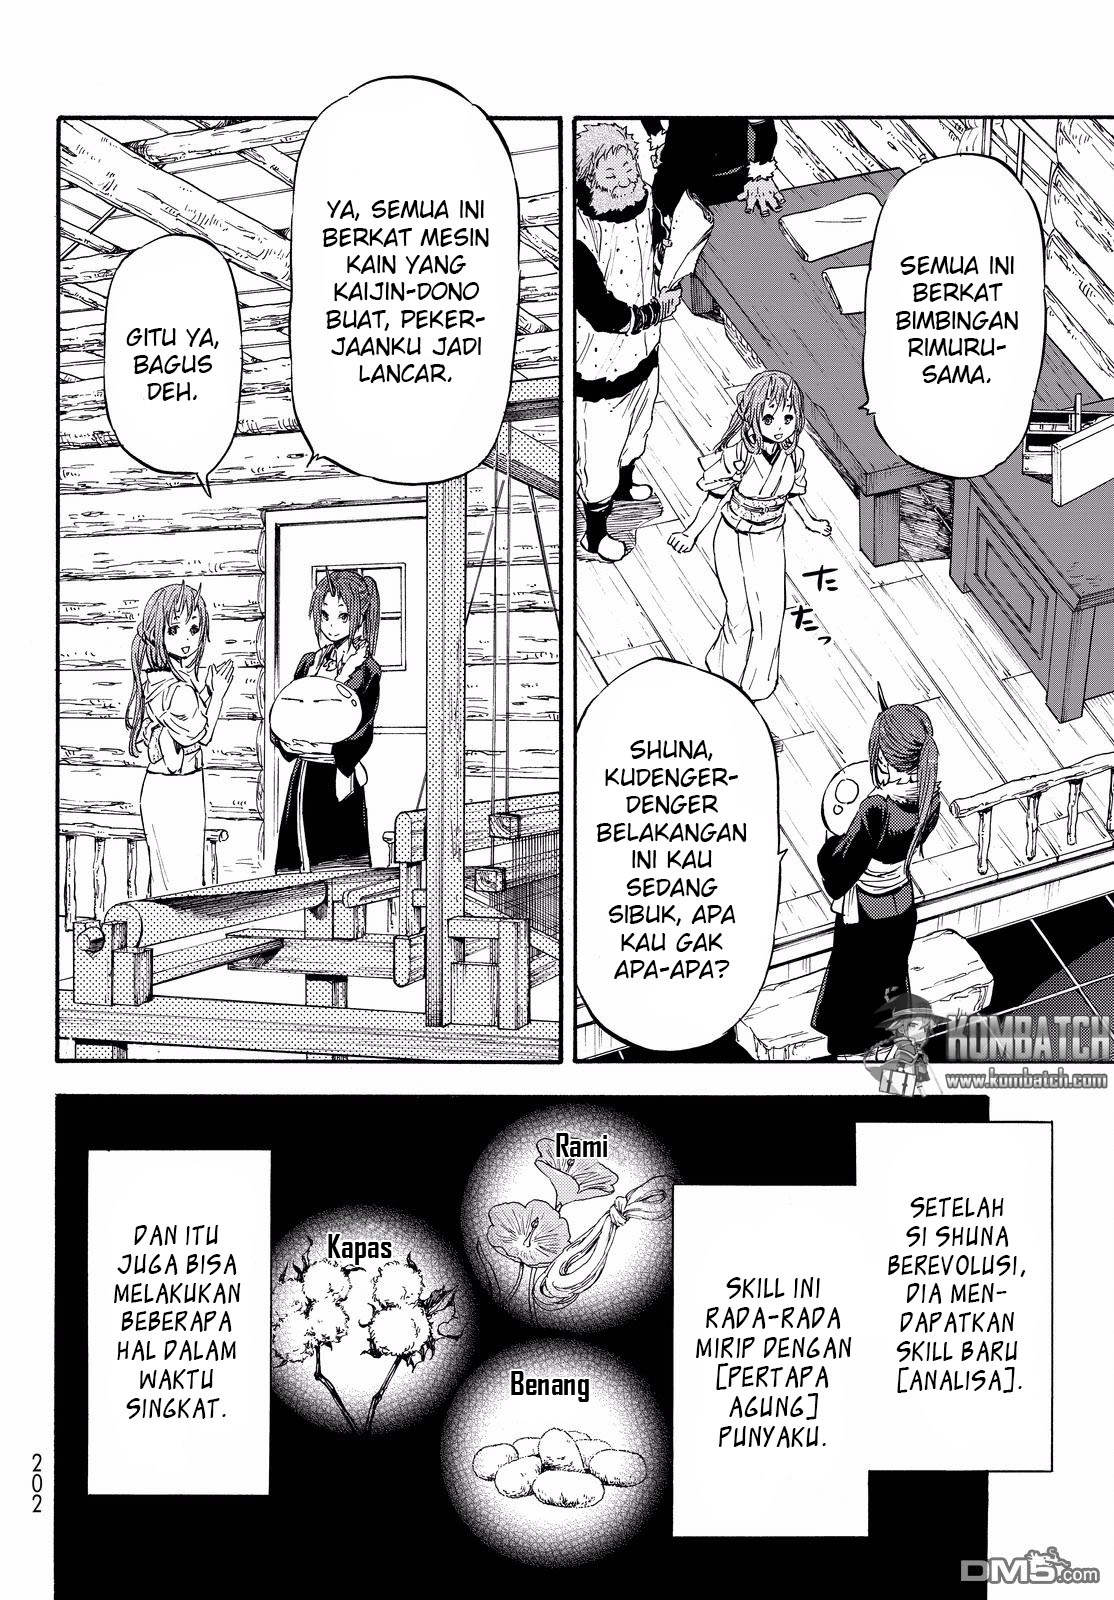 SEMUA INI
BERKAT
BIMBINGAN
RIMURU-
SAMA.
たた
たっ
SHUNA,
KUDENGER-
DENGER
BELAKANGAN
INI KAU
SEDANG
SIBUK, APA
KAU GAK
APA-APA?
YA, SEMUA INI
BERKAT MESIN
KAIN YANG
KAIJIN-DONO
BUAT, PEKER-
JAANKU JADI
LANCAR.
GITU YA,
BAGUS
DEH.
KOMBATCH
www.kombatch.com
SETELAH
SI SHUNA
BEREVOLUSI,
DIA MEN-
DAPATKAN
SKILL BARU
[ANALISA].
SKILL INI
RADA-RADA
MIRIP DENGAN
[PERTAPA
AGUNG]
PUNYAKU.
Rami
Kapas
Benang
DAN ITU
JUGA BISA
MELAKUKAN
BEBERAPA
HAL DALAM
WAKTU
SINGKAT.
202
DM5.com